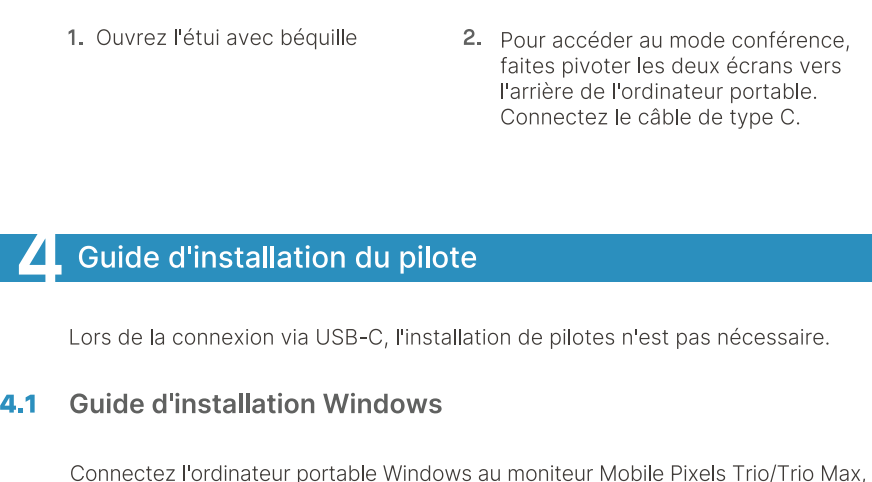 1. Ouvrez l'étui avec béquille
2. Pour accéder au mode conférence,
faites pivoter les deux écrans vers
l'arrière de l'ordinateur portable.
Connectez le câble de type C.
4 Guide d'installation du pilote
Lors de la connexion via USB-C, l'installation de pilotes n'est pas nécessaire.
4.1 Guide d'installation Windows
Connectez l'ordinateur portable Windows au moniteur Mobile Pixels Trio/Trio Max,